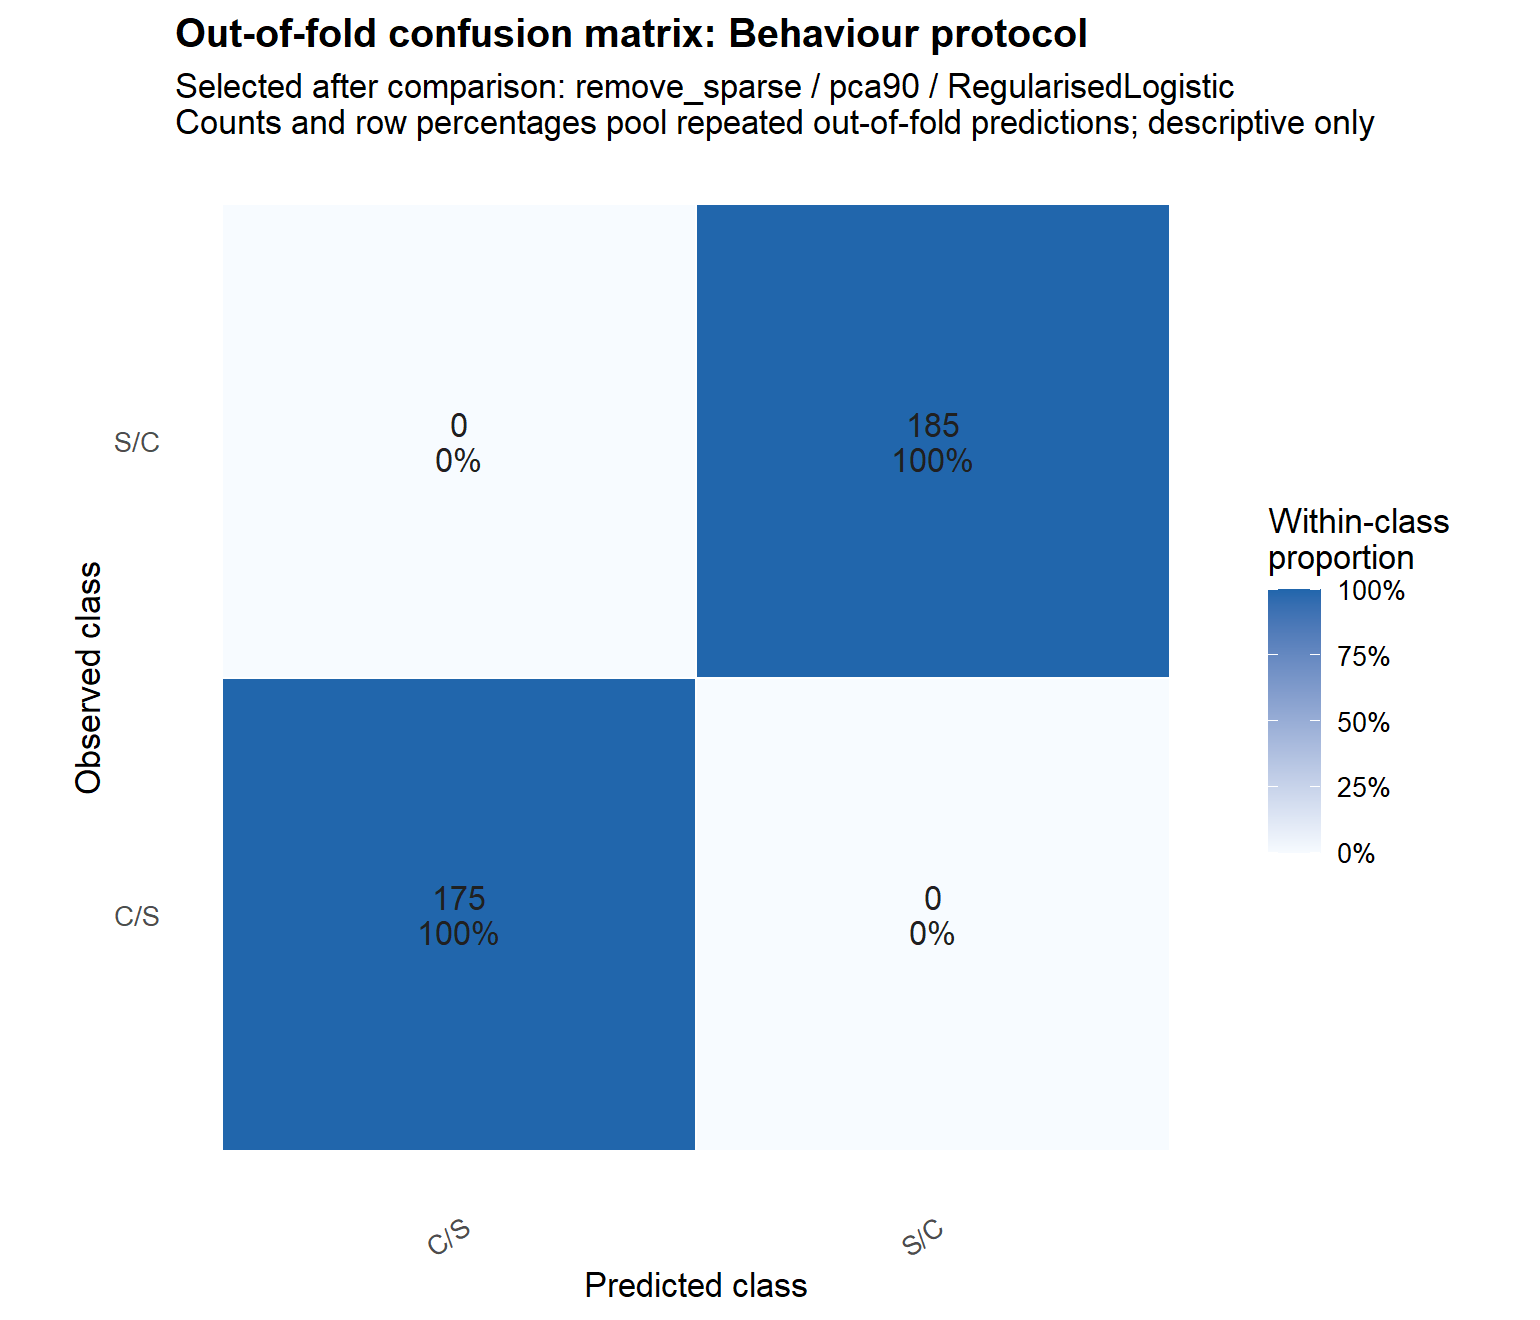 Out-of-fold confusion matrix: Behaviour protocol
Selected after comparison: remove_sparse / pca90 / RegularisedLogistic
Counts and row percentages pool repeated out-of-fold predictions; descriptive only
Observed class
S/C
0
0%
185
100%
C/S
175
100%
0
0%
C/S
S/C
Predicted class
Within-class
proportion
100%
75%
50%
25%
0%